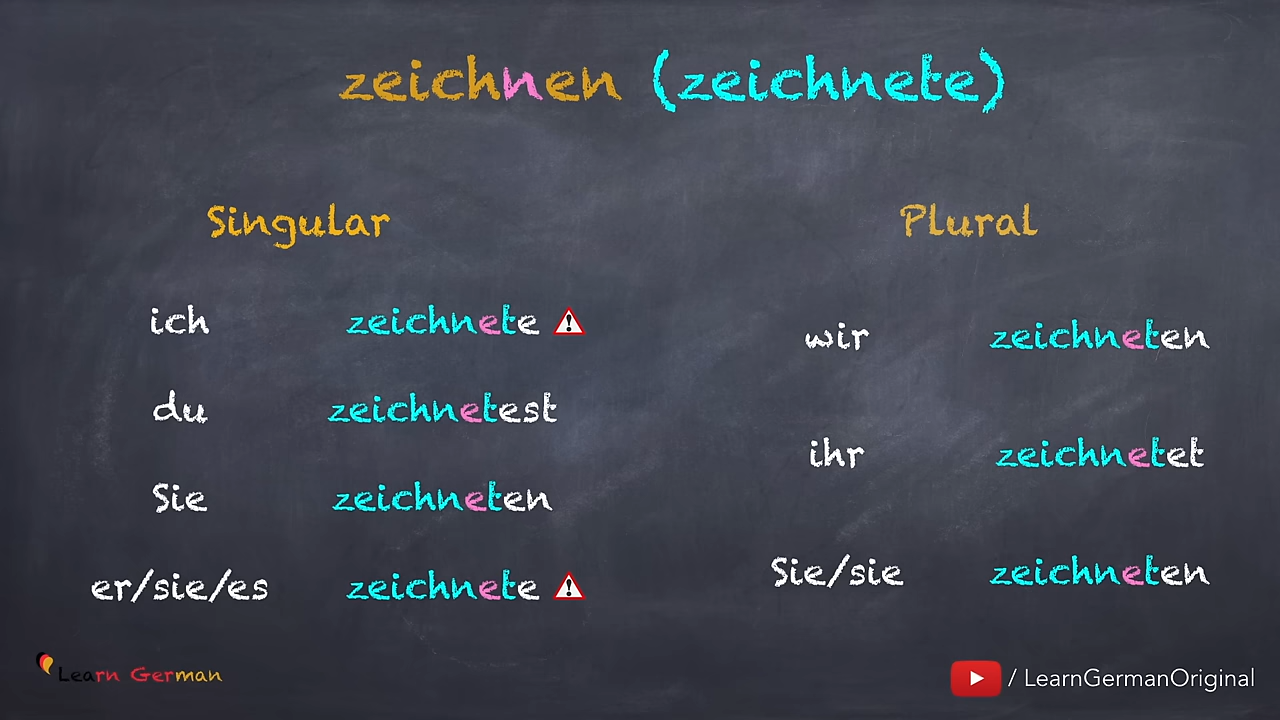 zeichnen (zeichnete)
Singular
ich zeichnete
du zeichnetest
Sie zeichneten
er/sie/es zeichnete
Plural
wir zeichneten
ihr zeichnetet
Sie/sie zeichneten
Learn German
/ LearnGermanOriginal